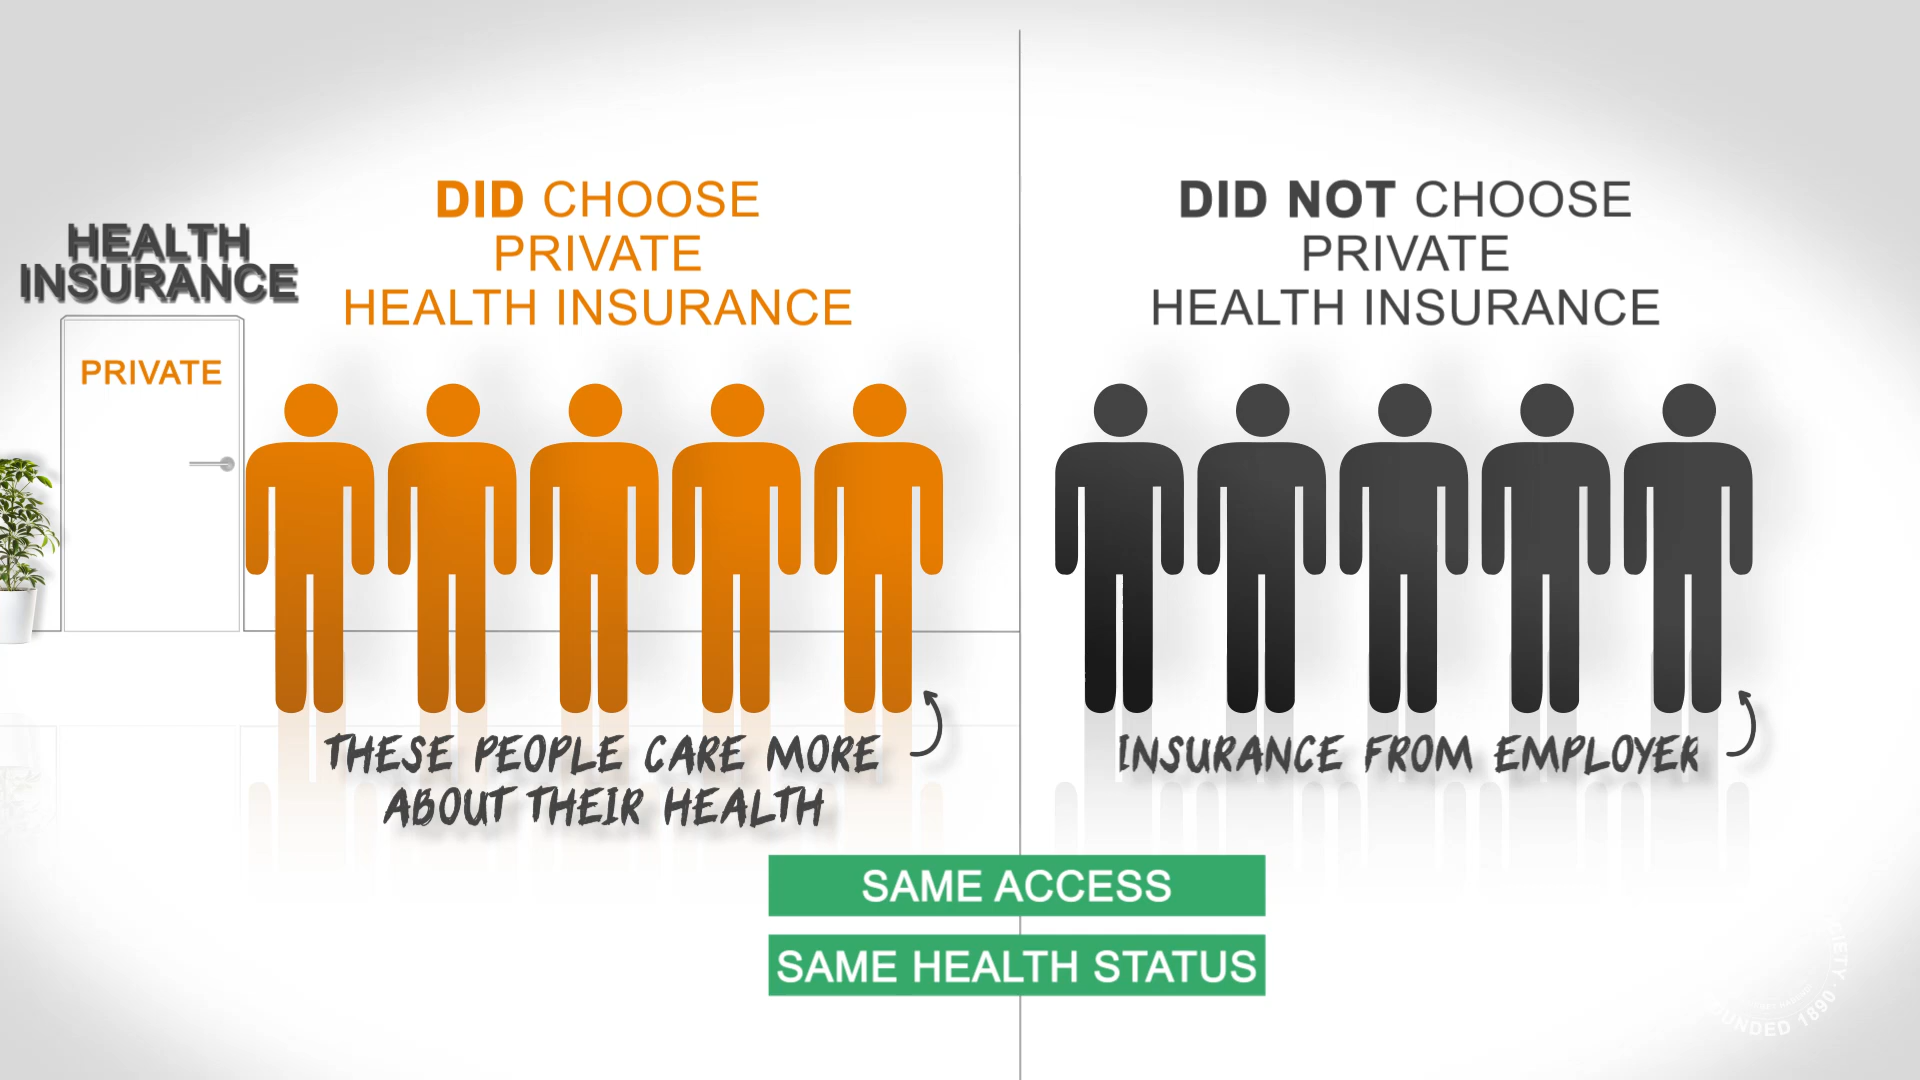 HEALTH
INSURANCE
PRIVATE
DID CHOOSE
PRIVATE
HEALTH INSURANCE
THESE PEOPLE CARE MORE
ABOUT THEIR HEALTH
DID NOT CHOOSE
PRIVATE
HEALTH INSURANCE
INSURANCE FROM EMPLOYER
SAME ACCESS
SAME HEALTH STATUS
1890